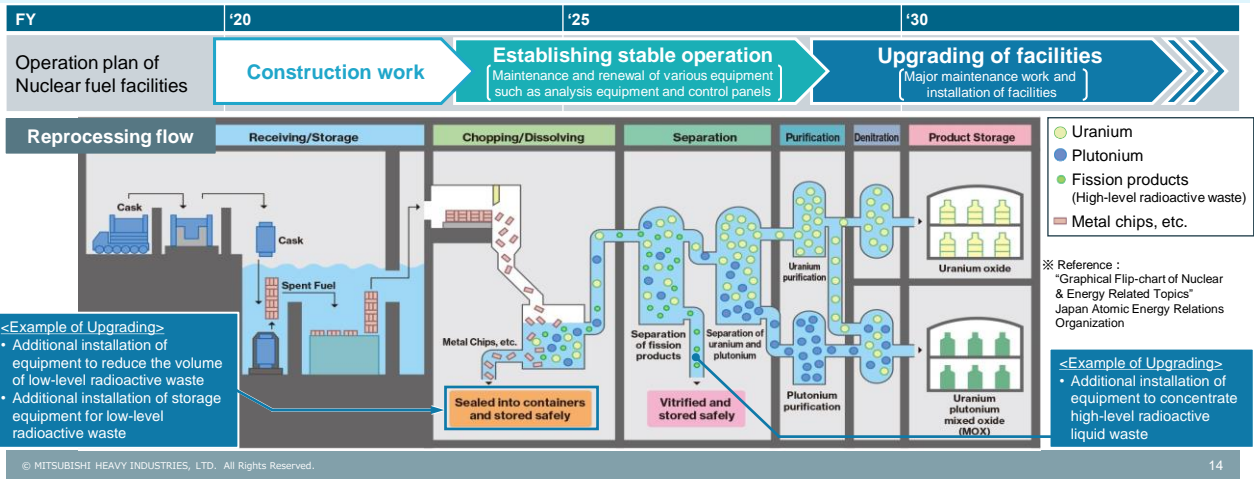 FY
‘20
‘25
‘30
Operation plan of
Nuclear fuel facilities
Construction work
Establishing stable operation
Maintenance and renewal of various equipment
such as analysis equipment and control panels
Upgrading of facilities
Major maintenance work and
installation of facilities
Reprocessing flow
Receiving/Storage
Chopping/Dissolving
Separation
Purification
Denitration
Product Storage
Uranium
Plutonium
Fission products
(High-level radioactive waste)
Metal chips, etc.
※ Reference：
“Graphical Flip-chart of Nuclear
& Energy Related Topics”
Japan Atomic Energy Relations
Organization
Cask
Cask
Spent Fuel
Metal Chips, etc.
Sealed into containers
and stored safely
Separation
of fission
products
Vitrified and
stored safely
Separation of
uranium and
plutonium
Uranium
purification
Plutonium
purification
Uranium oxide
Uranium
plutonium
mixed oxide
(MOX)
<Example of Upgrading>
• Additional installation of
equipment to reduce the volume
of low-level radioactive waste
• Additional installation of storage
equipment for low-level
radioactive waste
<Example of Upgrading>
• Additional installation of
equipment to concentrate
high-level radioactive
liquid waste
© MITSUBISHI HEAVY INDUSTRIES, LTD. All Rights Reserved.
14